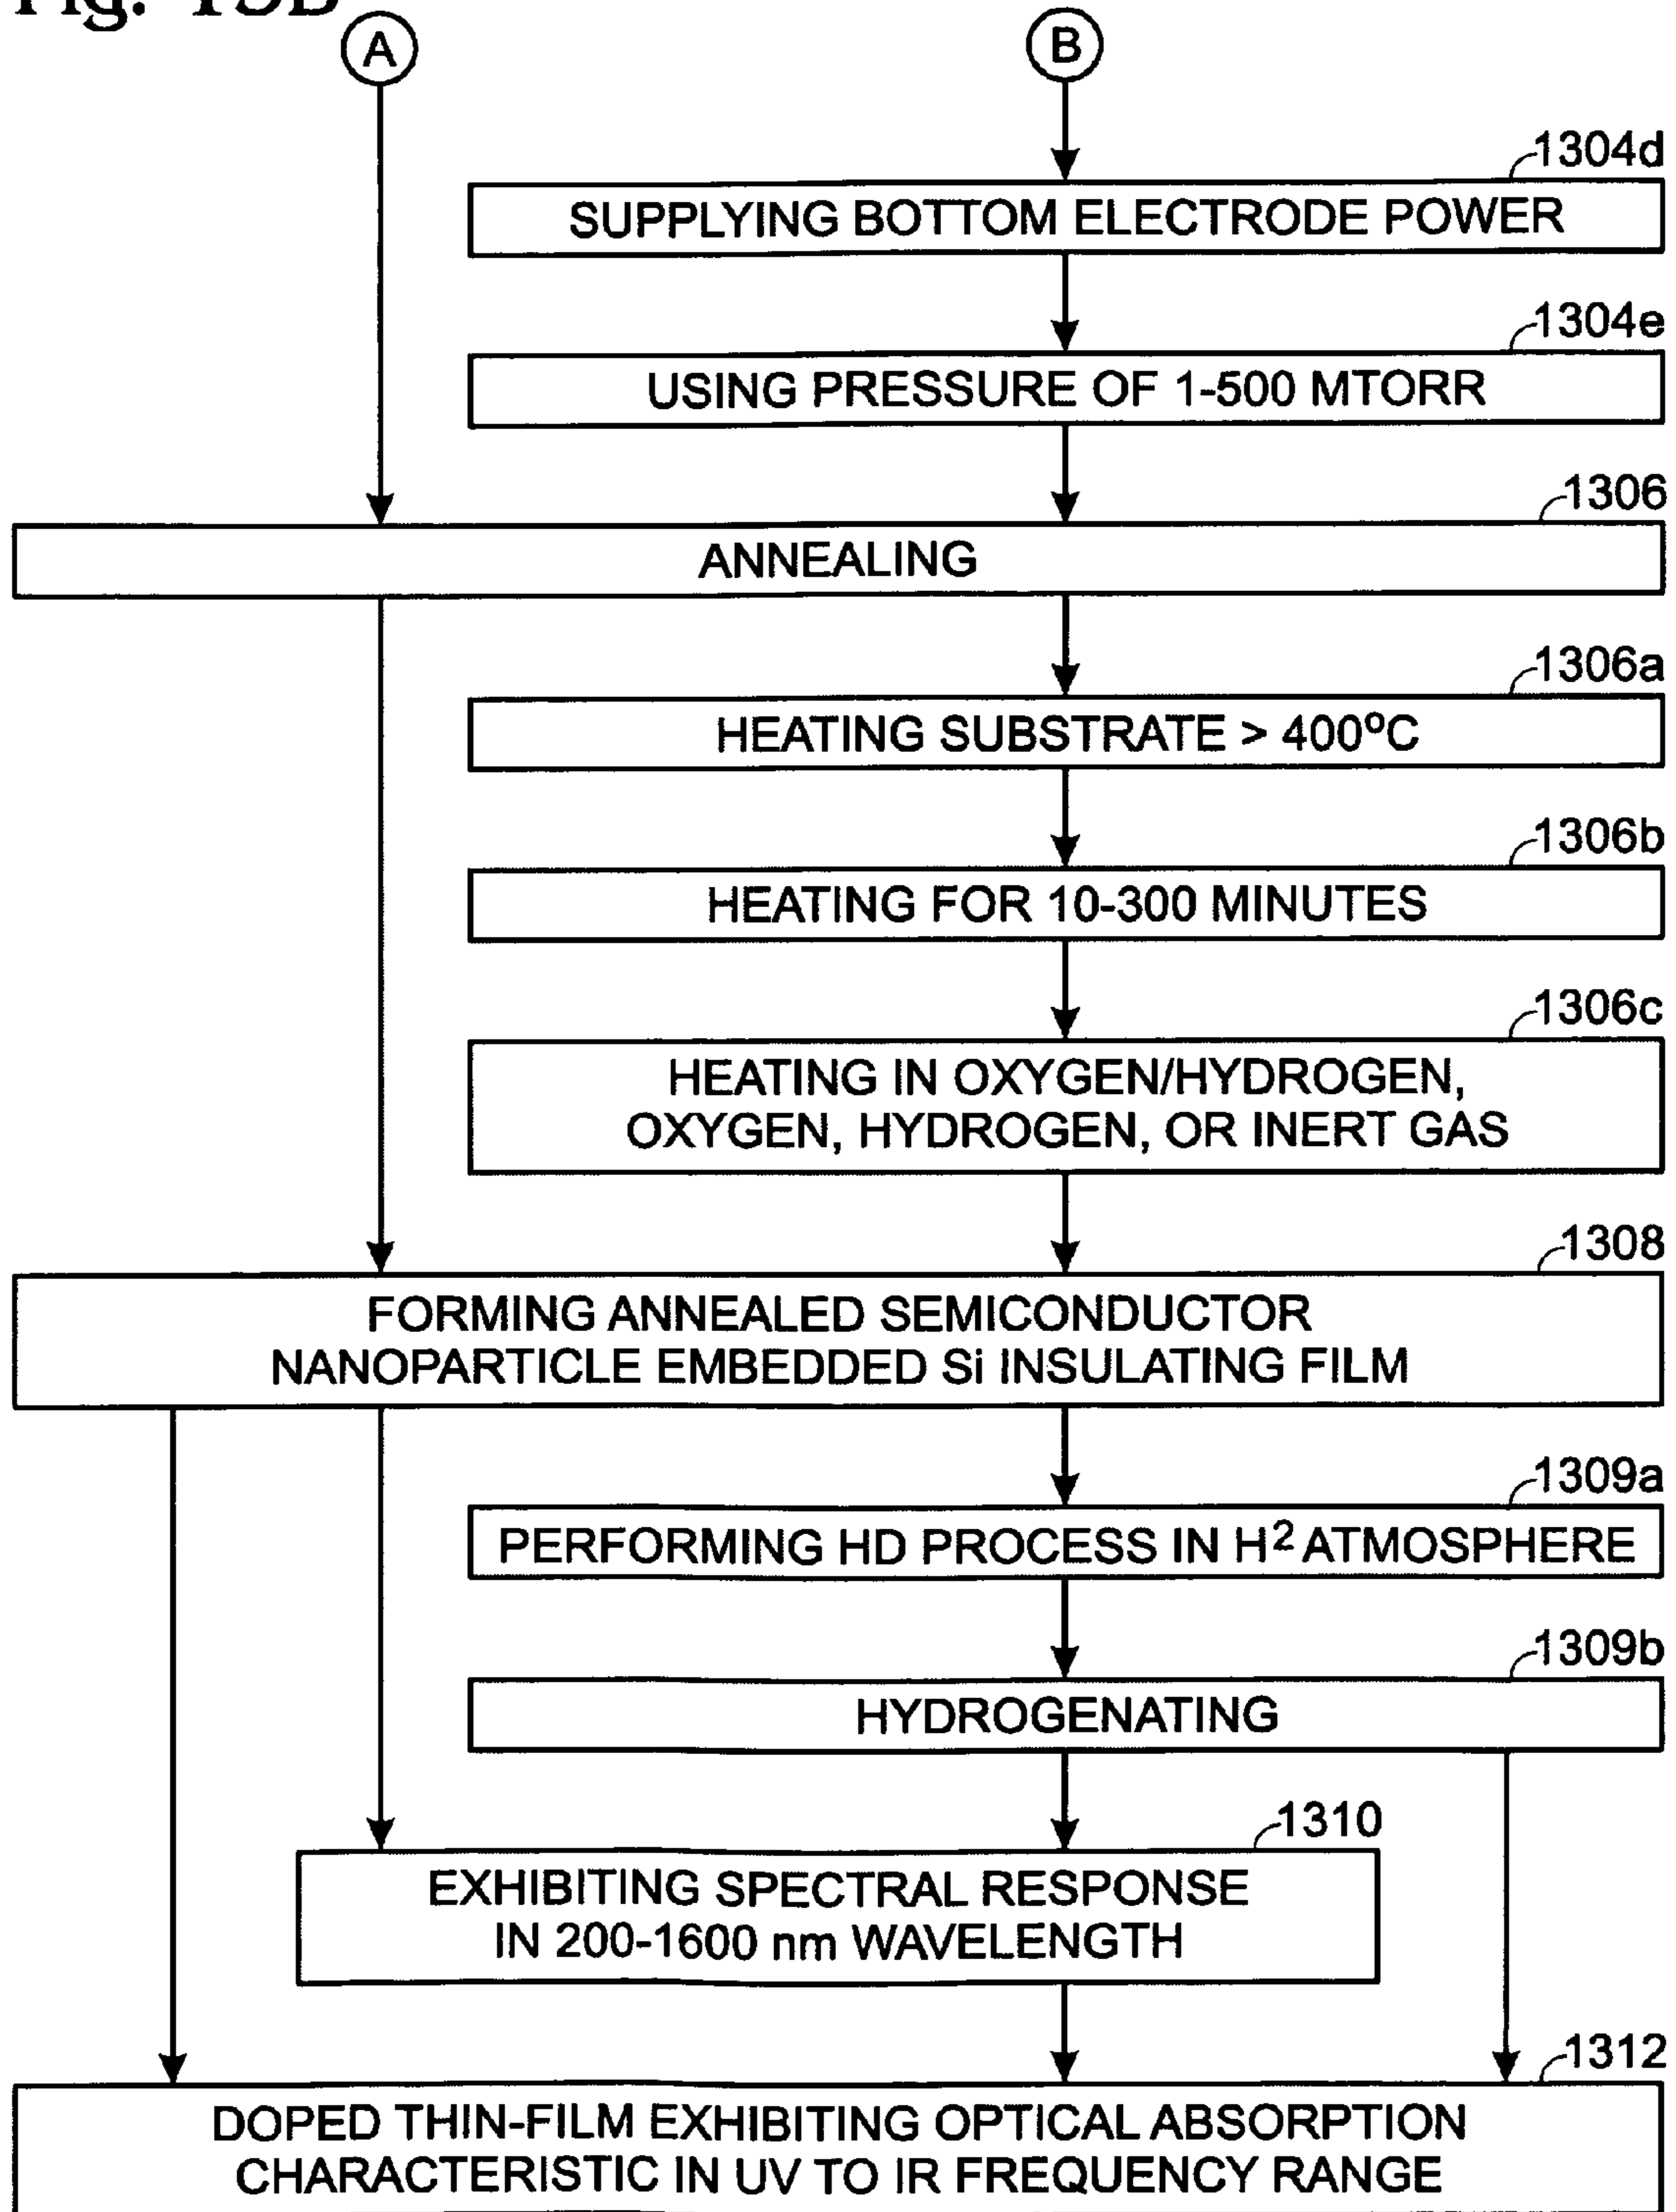 Fig. 13B
A
B
1304d
SUPPLYING BOTTOM ELECTRODE POWER
1304e
USING PRESSURE OF 1-500 MTORR
1306
ANNEALING
1306a
HEATING SUBSTRATE > 400ºC
1306b
HEATING FOR 10-300 MINUTES
1306c
HEATING IN OXYGEN/HYDROGEN,
OXYGEN, HYDROGEN, OR INERT GAS
1308
FORMING ANNEALED SEMICONDUCTOR
NANOPARTICLE EMBEDDED Si INSULATING FILM
1309a
PERFORMING HD PROCESS IN H² ATMOSPHERE
1309b
HYDROGENATING
1310
EXHIBITING SPECTRAL RESPONSE
IN 200-1600 nm WAVELENGTH
1312
DOPED THIN-FILM EXHIBITING OPTICAL ABSORPTION
CHARACTERISTIC IN UV TO IR FREQUENCY RANGE